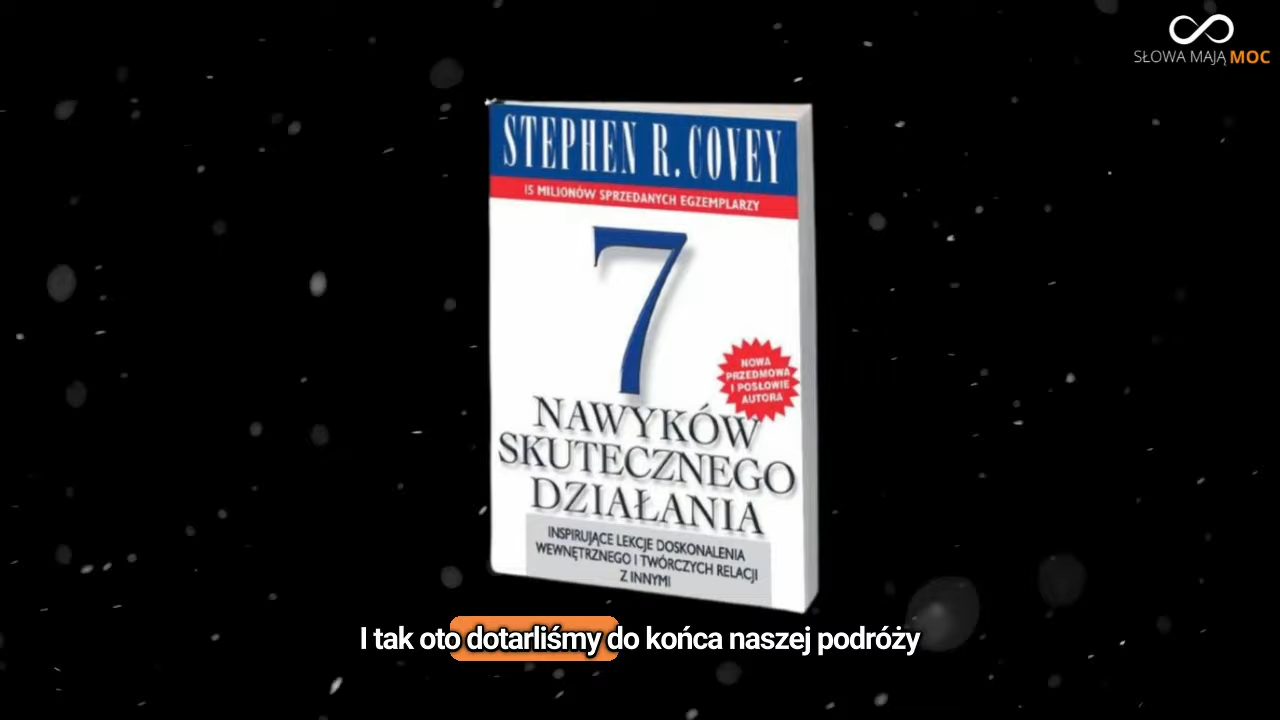 SŁOWA MAJĄ MOC
STEPHEN R. COVEY
15 MILIONÓW SPRZEDANYCH EGZEMPLARZY
7
NOWA
PRZEDMOWA
I POSŁOWIE
AUTORA
NAWYKÓW
SKUTECZNEGO
DZIAŁANIA
INSPIRUJĄCE LEKCJE DOSKONALENIA
WEWNĘTRZNEGO I TWÓRCZYCH RELACJI
Z INNYMI
I tak oto dotarliśmy do końca naszej podróży